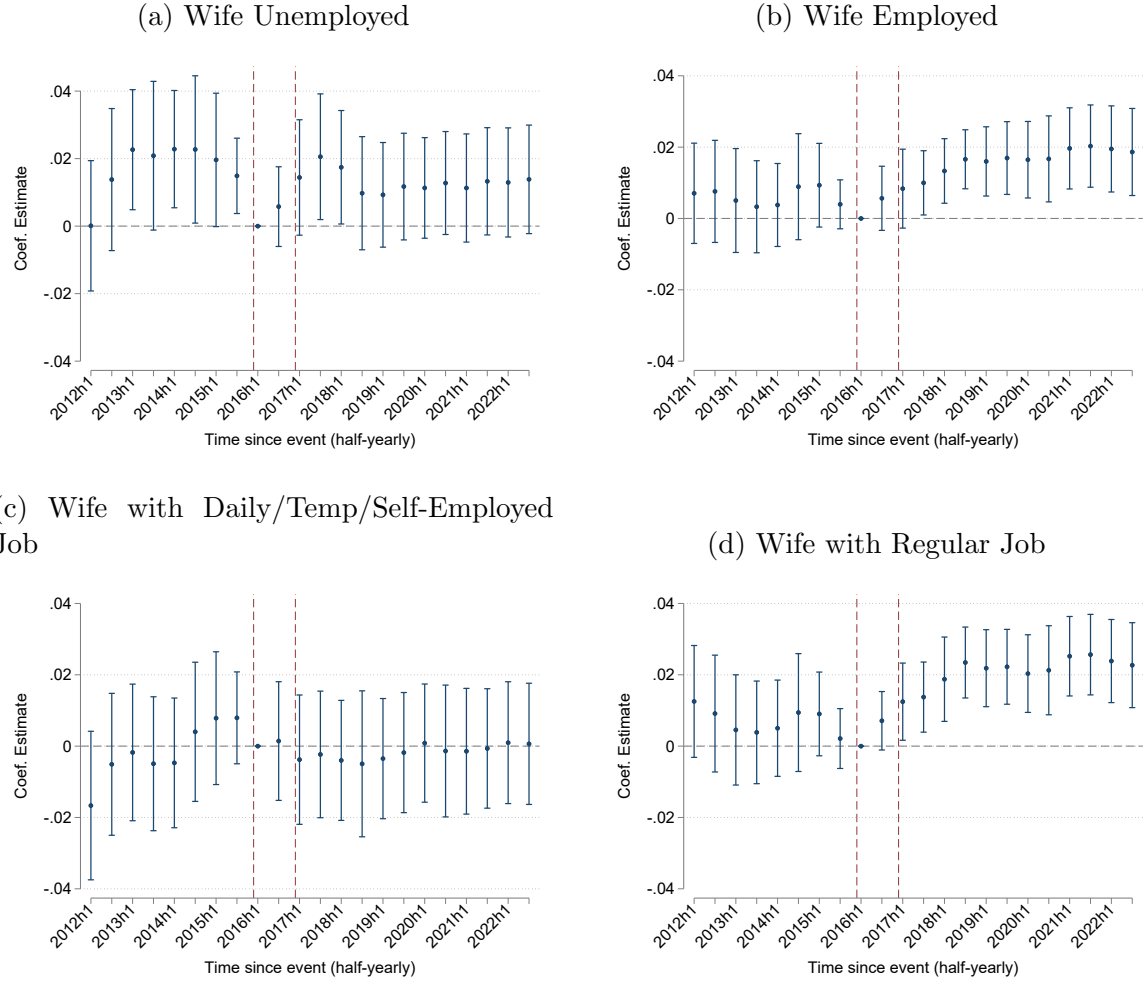 (a) Wife Unemployed
.04
.02
0
-.02
-.04
Coef. Estimate
2012h1
2013h1
2014h1
2015h1
2016h1
2017h1
2018h1
2019h1
2020h1
2021h1
2022h1
Time since event (half-yearly)
(b) Wife Employed
.04
.02
0
-.02
-.04
Coef. Estimate
2012h1
2013h1
2014h1
2015h1
2016h1
2017h1
2018h1
2019h1
2020h1
2021h1
2022h1
Time since event (half-yearly)
(c) Wife with Daily/Temp/Self-Employed
Job
.04
.02
0
-.02
-.04
Coef. Estimate
2012h1
2013h1
2014h1
2015h1
2016h1
2017h1
2018h1
2019h1
2020h1
2021h1
2022h1
Time since event (half-yearly)
(d) Wife with Regular Job
.04
.02
0
-.02
-.04
Coef. Estimate
2012h1
2013h1
2014h1
2015h1
2016h1
2017h1
2018h1
2019h1
2020h1
2021h1
2022h1
Time since event (half-yearly)